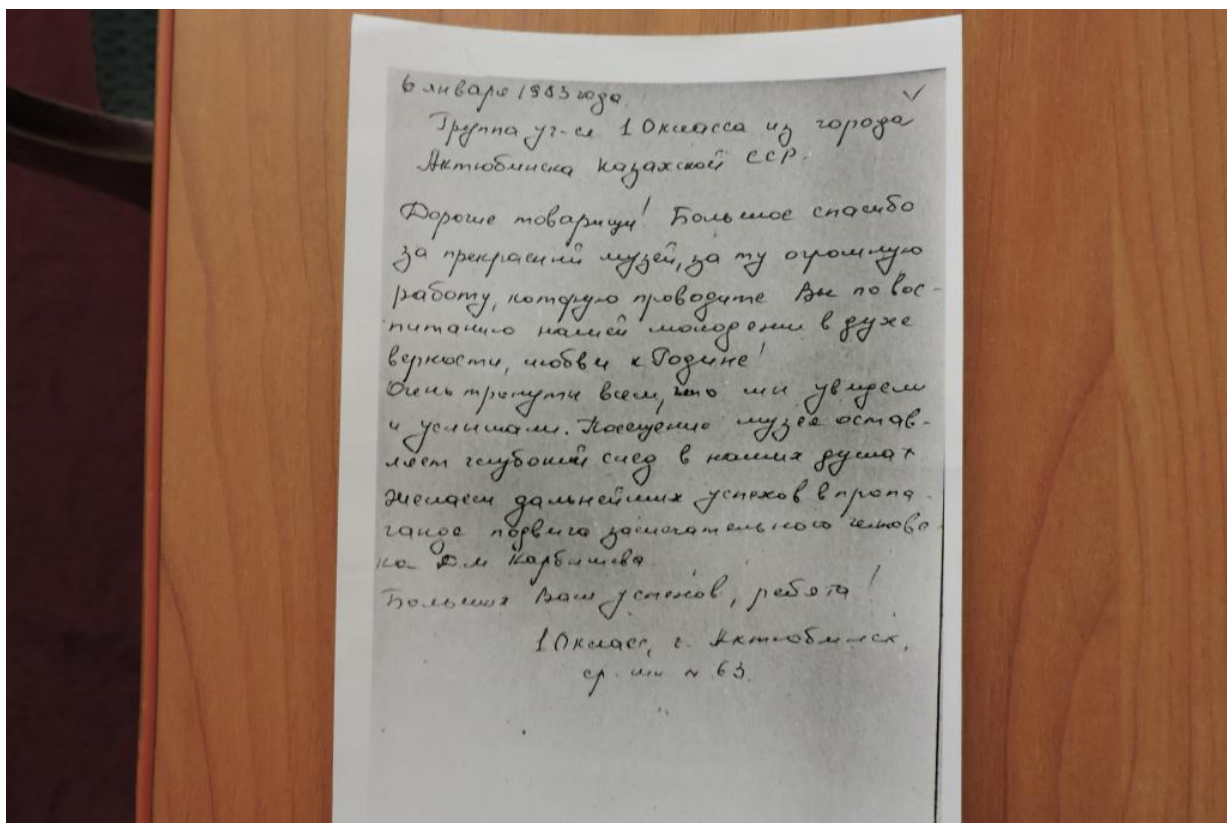 6 января 1983 года.
Группа уч-ся 10 класса из города
Актюбинска Казахской ССР.
Дорогие товарищи! Большое спасибо
за прекрасный музей, за ту огромную
работу, которую проводите Вы по вос-
питанию нашей молодежи в духе
верности, любви к Родине!
Очень тронуты всем, что мы увидели
и услышали. Посещение музея остав-
ляет глубокий след в наших душах
Желаем дальнейших успехов в пропа-
ганде подвига замечательного челове-
ка Д.М Карбышева
Больших Вам успехов, ребята!
10 класс, г. Актюбинск,
ср. шк N 63.